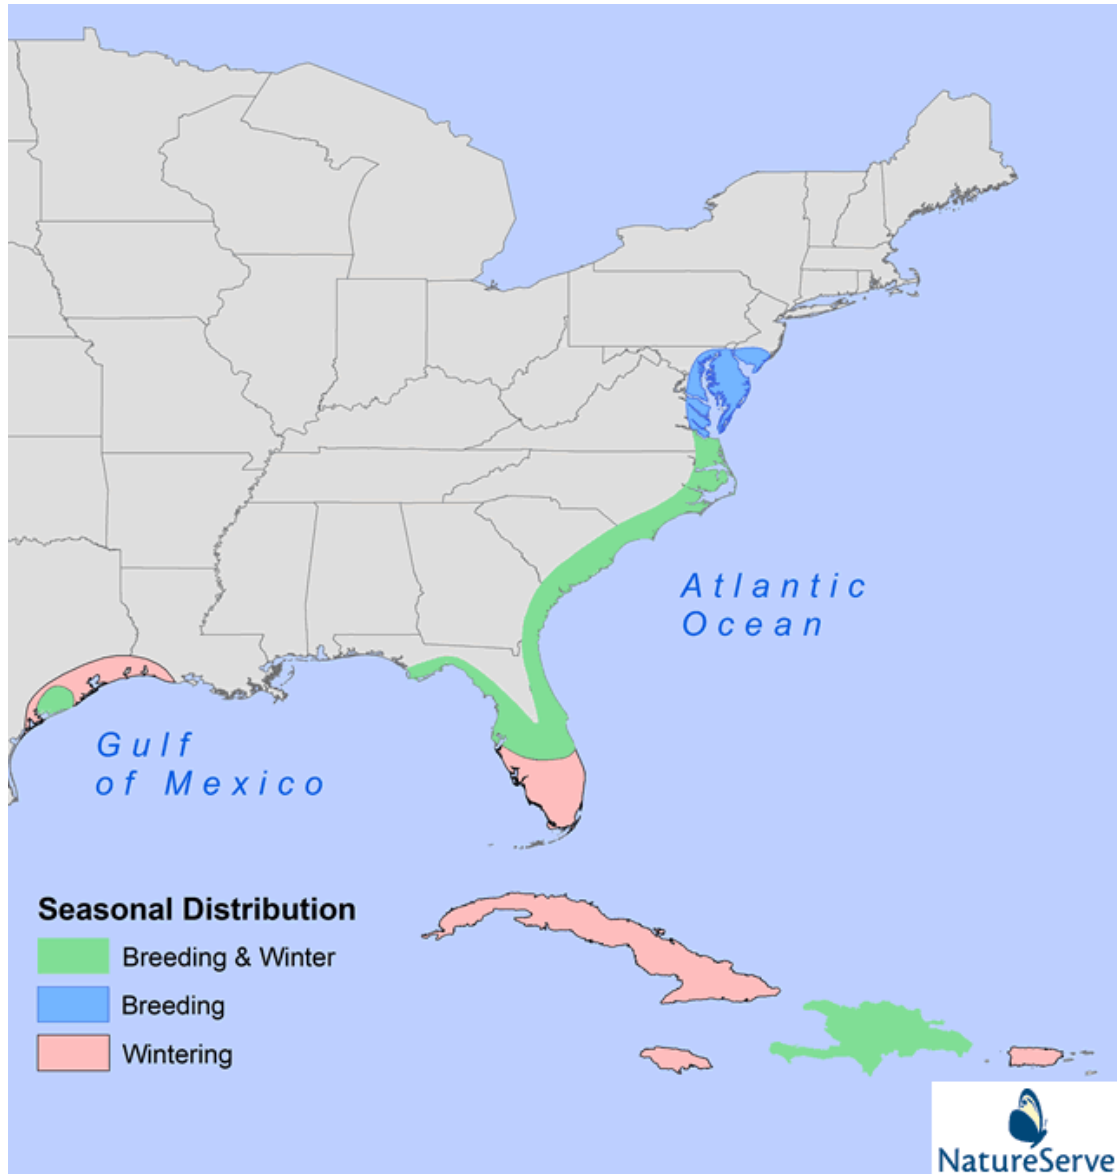 Atlantic
Ocean
Gulf
of Mexico
Seasonal Distribution
Breeding & Winter
Breeding
Wintering
NatureServe